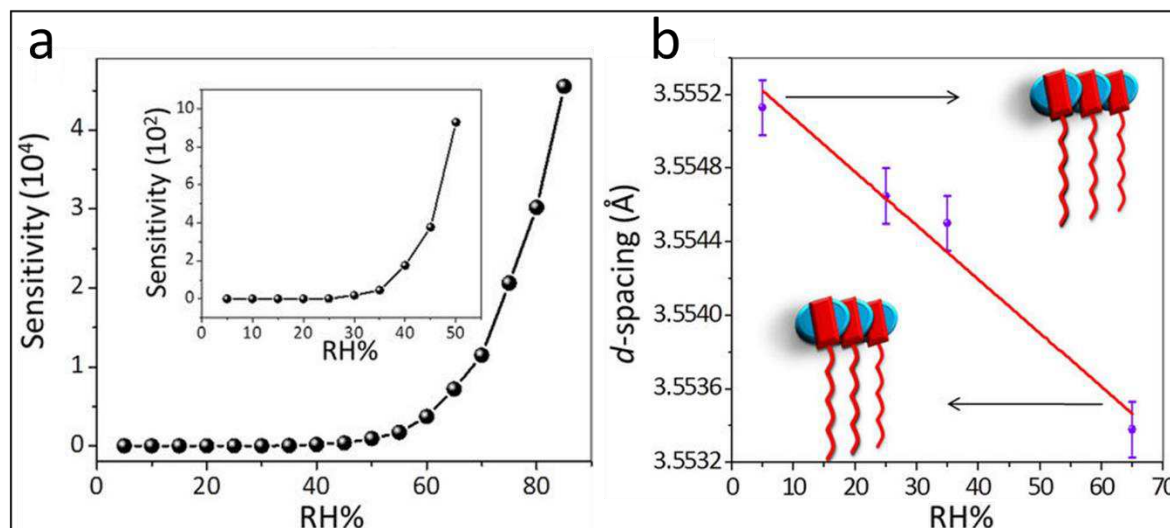 a
Sensitivity (10⁴)
4
3
2
1
0
0 20 40 60 80
RH%
Sensitivity (10²)
10
8
6
4
2
0
0 10 20 30 40 50
RH%
b
d-spacing (Å)
3.5552
3.5548
3.5544
3.5540
3.5536
3.5532
0 10 20 30 40 50 60 70
RH%